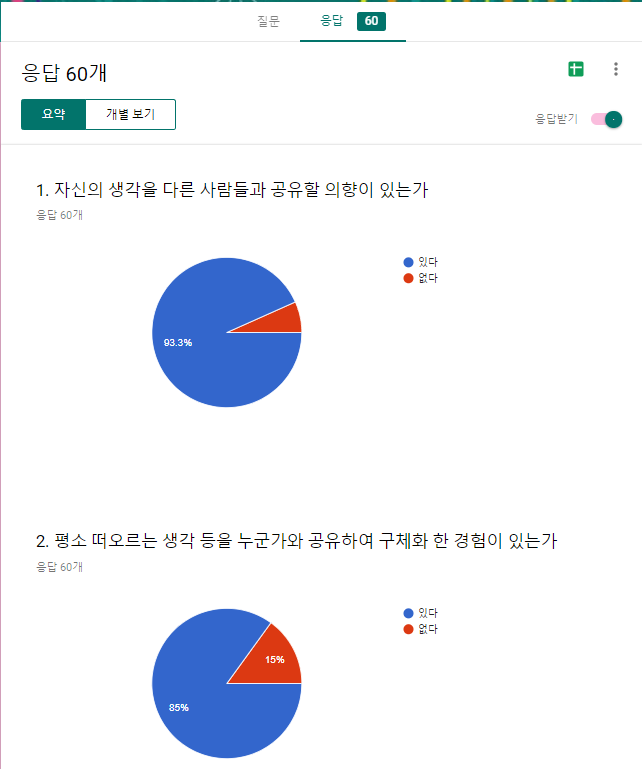 질문
응답 60
응답 60개
요약
개별 보기
응답받기
1. 자신의 생각을 다른 사람들과 공유할 의향이 있는가
응답 60개
있다
없다
93.3%
2. 평소 떠오르는 생각 등을 누군가와 공유하여 구체화 한 경험이 있는가
응답 60개
있다
없다
15%
85%